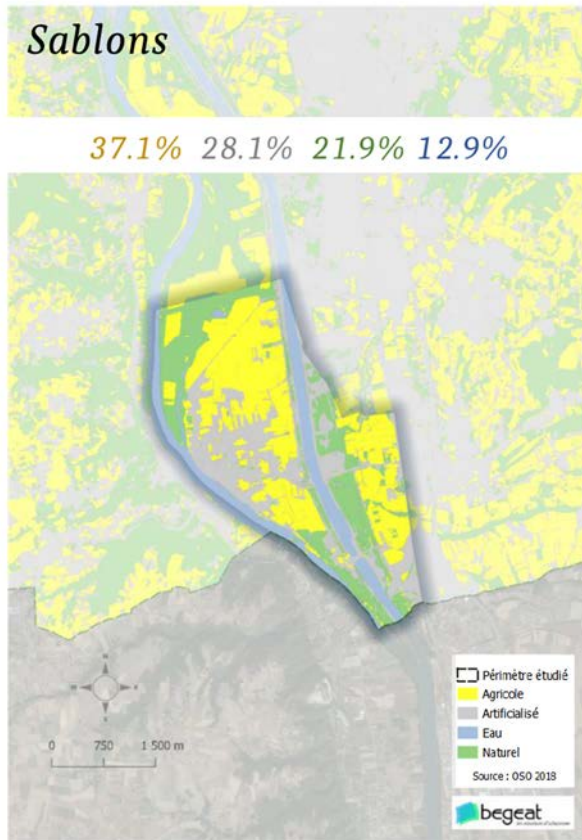 Sablons
37.1% 28.1% 21.9% 12.9%
Périmètre étudié
Agricole
Artificialisé
Eau
Naturel
Source : OSO 2018
0 750 1 500 m
begeat